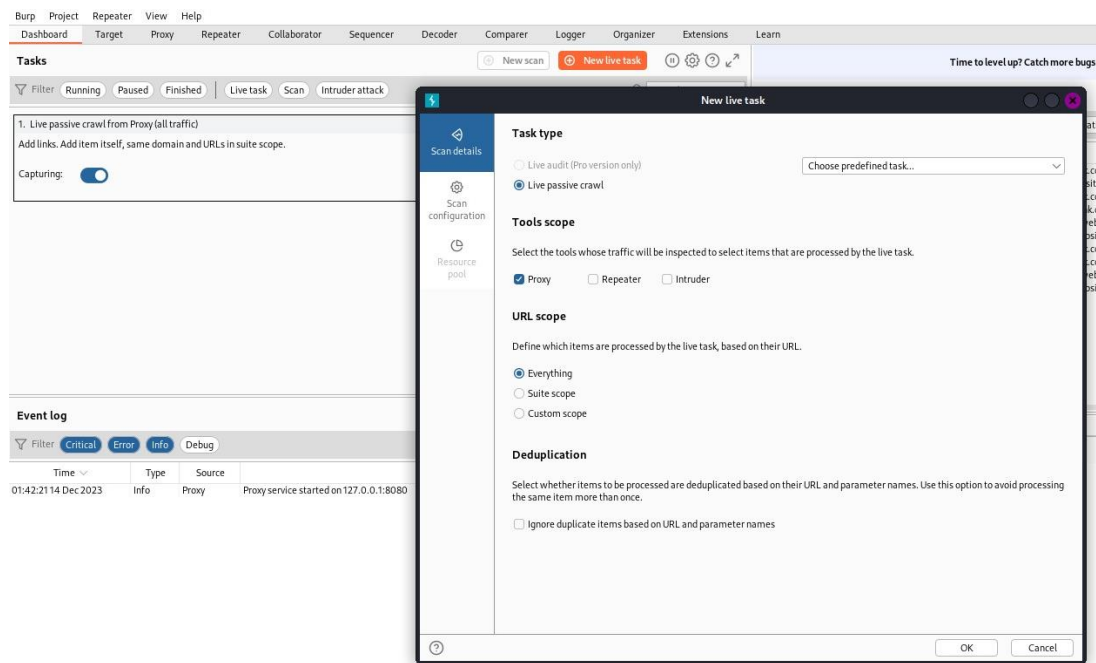 Burp Project Repeater View Help
Dashboard Target Proxy Repeater Collaborator Sequencer Decoder Comparer Logger Organizer Extensions Learn
Tasks
New scan
New live task
Time to level up? Catch more bugs
Filter Running Paused Finished Live task Scan Intruder attack
1. Live passive crawl from Proxy (all traffic)
Add links. Add item itself, same domain and URLs in suite scope.
Capturing:
Event log
Filter Critical Error Info Debug
Time Type Source
01:42:21 14 Dec 2023 Info Proxy Proxy service started on 127.0.0.1:8080
New live task
Scan details
Scan
configuration
Resource
pool
Task type
Live audit (Pro version only)
Choose predefined task...
Live passive crawl
Tools scope
Select the tools whose traffic will be inspected to select items that are processed by the live task.
Proxy Repeater Intruder
URL scope
Define which items are processed by the live task, based on their URL.
Everything
Suite scope
Custom scope
Deduplication
Select whether items to be processed are deduplicated based on their URL and parameter names. Use this option to avoid processing
the same item more than once.
Ignore duplicate items based on URL and parameter names
OK Cancel